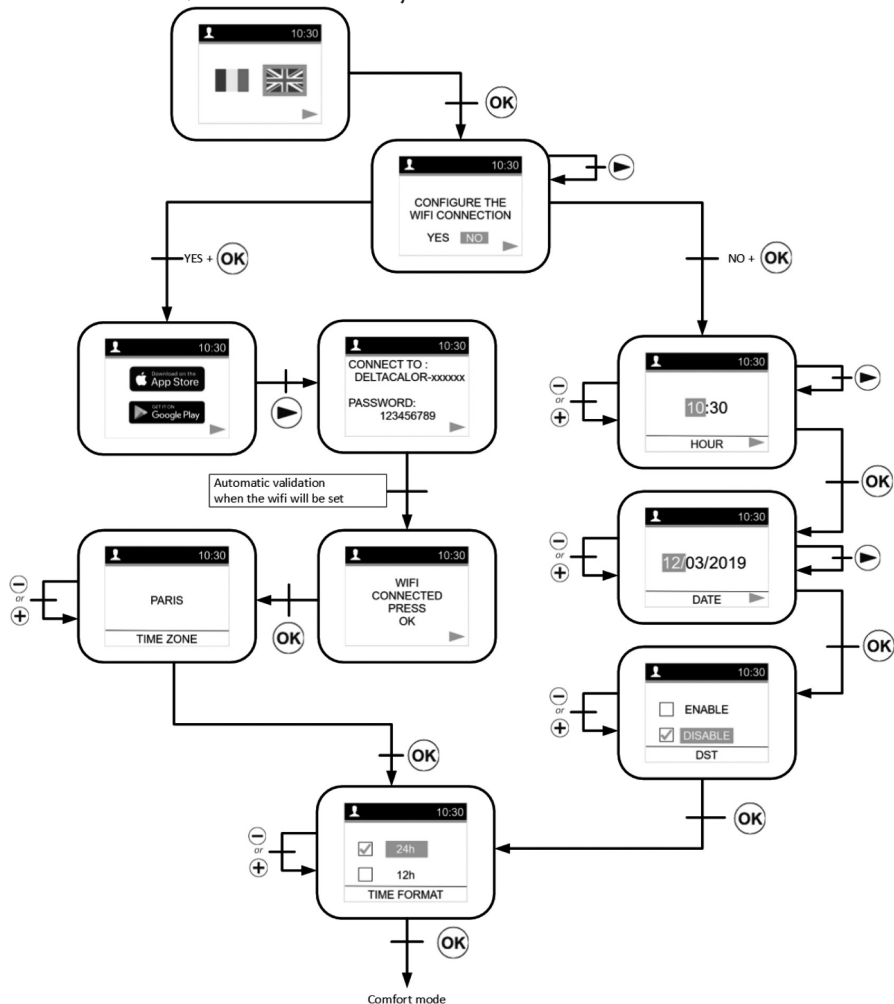 10:30
OK
10:30
CONFIGURE THE
WIFI CONNECTION
YES NO
YES + OK
NO + OK
10:30
Download on the
App Store
GET IT ON
Google Play
10:30
CONNECT TO :
DELTACALOR-xxxxxx
PASSWORD:
123456789
10:30
10:30
HOUR
- or +
OK
Automatic validation
when the wifi will be set
10:30
WIFI
CONNECTED
PRESS
OK
OK
10:30
PARIS
TIME ZONE
- or +
10:30
12/03/2019
DATE
- or +
OK
10:30
ENABLE
DISABLE
DST
- or +
OK
OK
10:30
24h
12h
TIME FORMAT
- or +
OK
Comfort mode